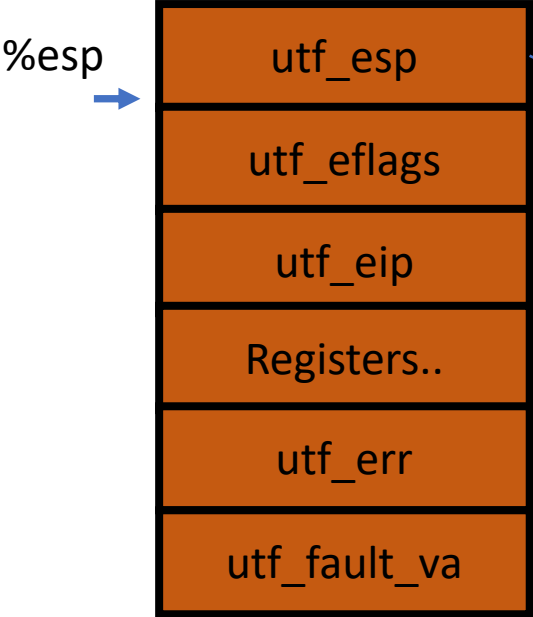 %esp
utf_esp
utf_eflags
utf_eip
Registers..
utf_err
utf_fault_va